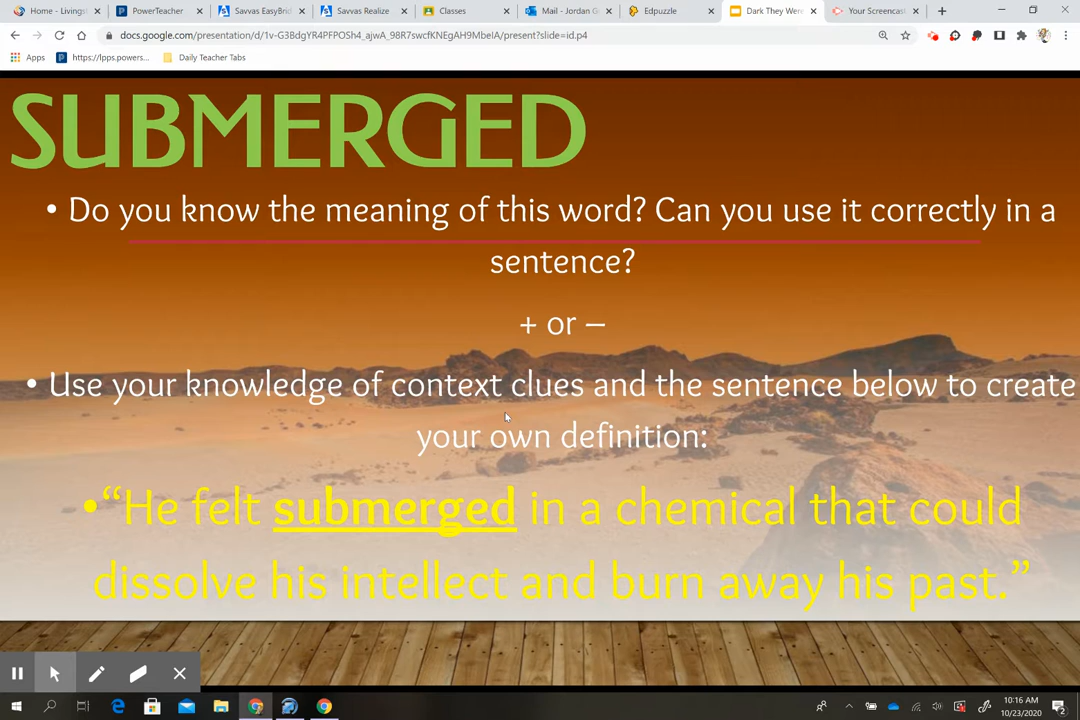 Home - Livings
PowerTeacher
Savvas EasyBrid
Savvas Realize
Classes
Mail - Jordan G
Edpuzzle
Dark They Were
Your Screencast
docs.google.com/presentation/d/1v-G3BdgYR4PFPOSh4_ajwA_98R7swcfKNEgAH9MbeIA/present?slide=id.p4
Apps
https://lpps.powers...
Daily Teacher Tabs
SUBMERGED
• Do you know the meaning of this word? Can you use it correctly in a
sentence?
+ or –
• Use your knowledge of context clues and the sentence below to create
your own definition:
•“He felt submerged in a chemical that could
dissolve his intellect and burn away his past.”
10:16 AM
10/23/2020
2